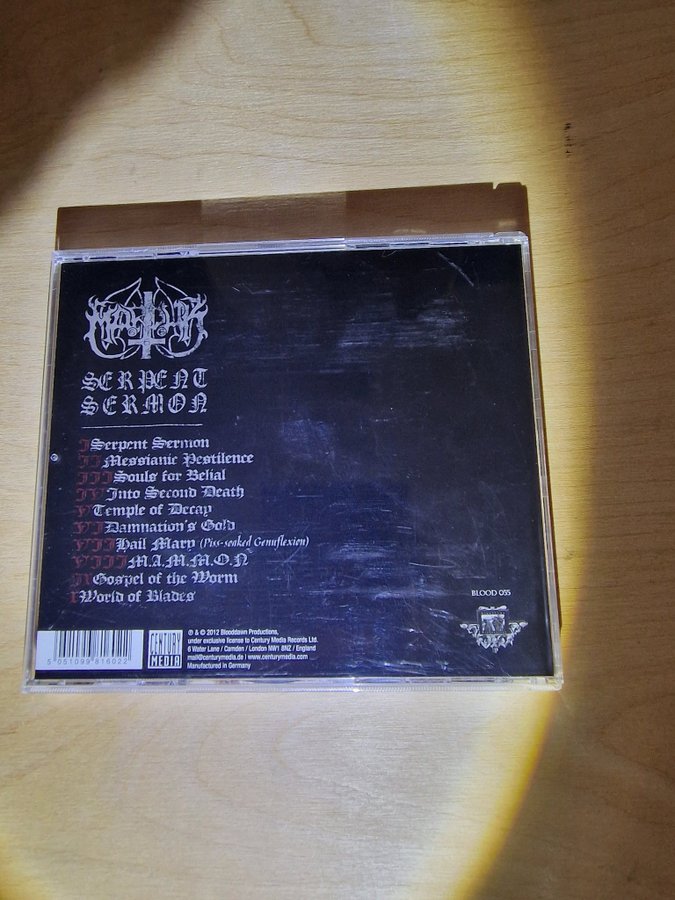 MARDUK
SERPENT
SERMON
I Serpent Sermon
II Messianic Pestilence
III Souls for Belial
IV Into Second Death
V Temple of Decay
VI Damnation's Gold
VII Hail Mary (Piss-soaked Genuflexion)
VIII M.A.M.M.O.N
IX Gospel of the Worm
X World of Blades
BLOOD 055
5 051099 816022
CENTURY
MEDIA
℗ & © 2012 Blooddawn Productions,
under exclusive license to Century Media Records Ltd.
6 Water Lane / Camden / London NW1 8NZ / England
mail@centurymedia.de | www.centurymedia.com
Manufactured in Germany